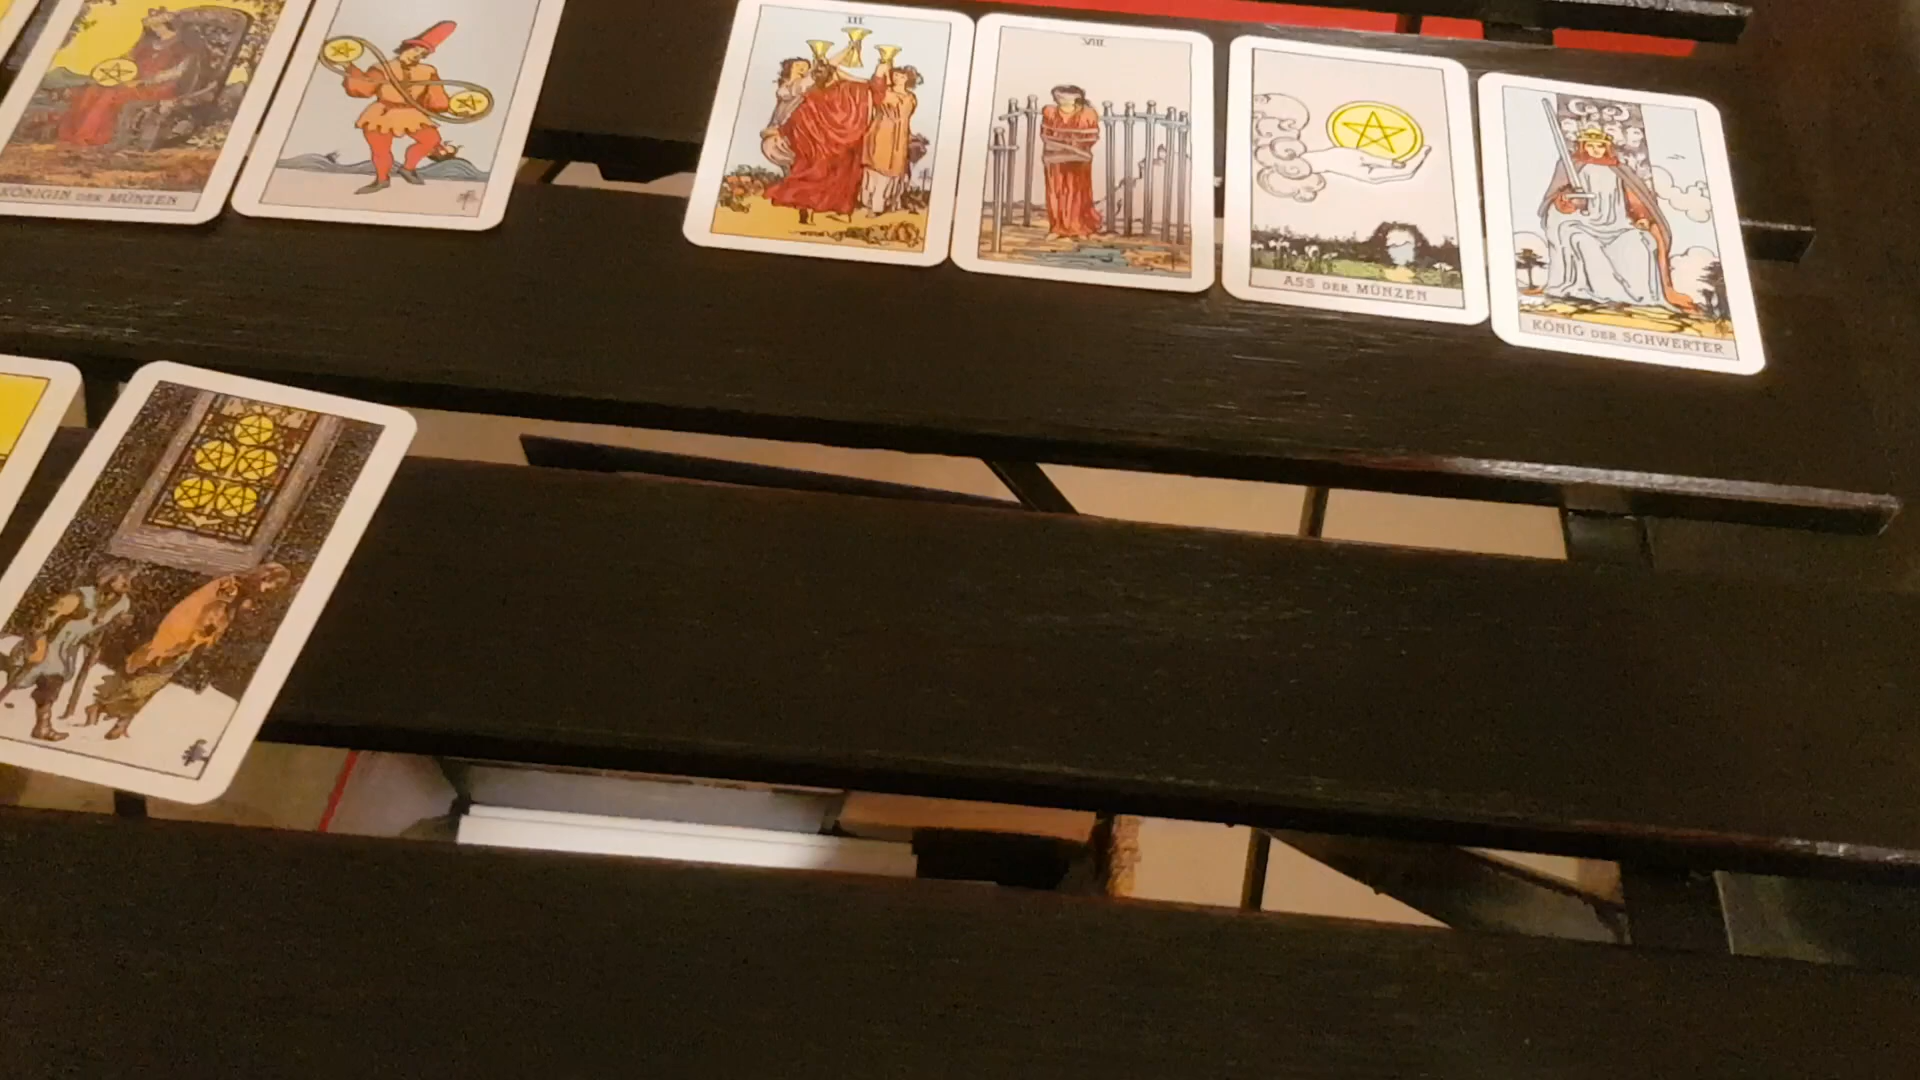 III
VIII
KÖNIGIN DER MÜNZEN
ASS DER MÜNZEN
KÖNIG DER SCHWERTER